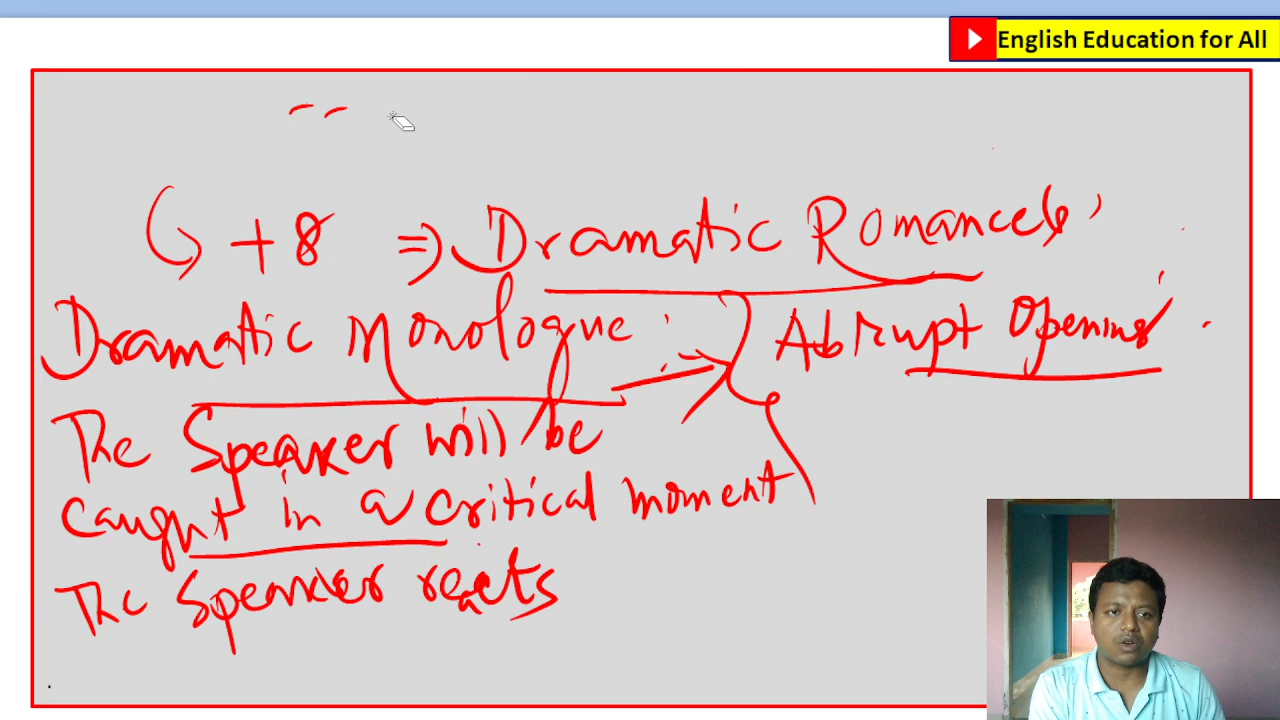 English Education for All
+8 ⇒ Dramatic Romances,
Dramatic Monologue : Abrupt Opening.
The Speaker will be
caught in a critical moment
The Speaker reacts